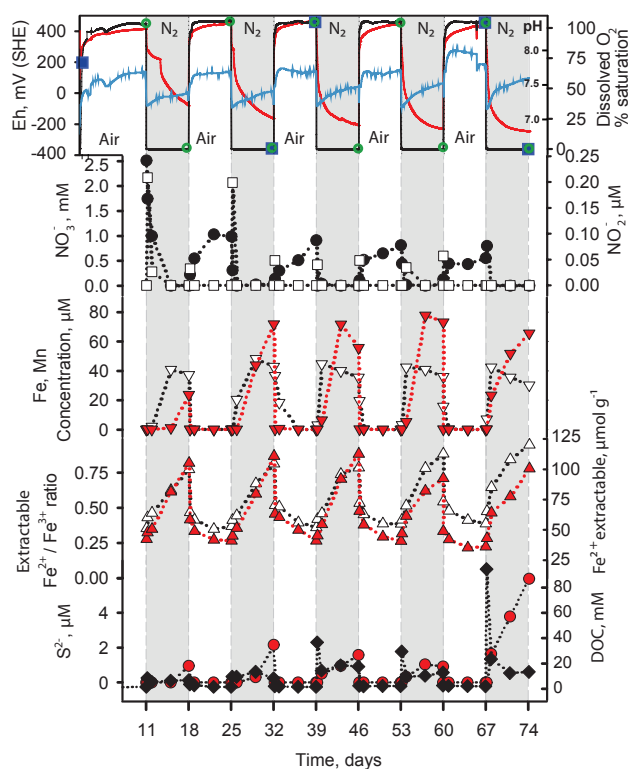 N₂ N₂ N₂ N₂ N₂ pH
Air Air Air Air Air
Eh, mV (SHE)
400
200
0
-200
-400
8.0
7.5
7.0
100
75
50
25
0
Dissolved O₂
% saturation
NO₃⁻, mM
2.5
2.0
1.5
1.0
0.5
0.0
0.25
0.20
0.15
0.10
0.05
0.00
NO₂⁻, μM
Fe, Mn
Concentration, μM
80
60
40
20
0
Extractable
Fe²⁺/ Fe³⁺ ratio
0.75
0.50
0.25
0.00
125
100
75
50
25
Fe²⁺ extractable, μmol g⁻¹
S²⁻, μM
4
2
0
80
60
40
20
0
DOC, mM
11 18 25 32 39 46 53 60 67 74
Time, days